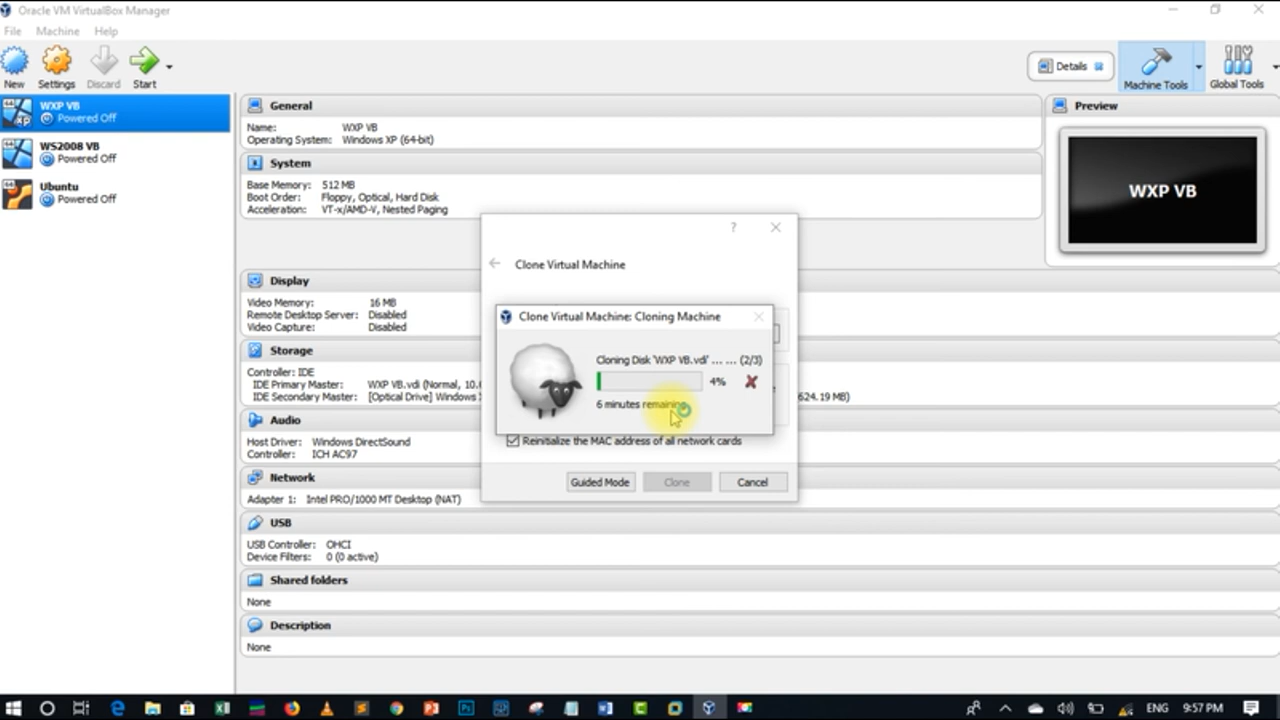 Oracle VM VirtualBox Manager
File Machine Help
New Settings Discard Start
Details
Machine Tools
Global Tools
WXP VB
Powered Off
WS2008 VB
Powered Off
Ubuntu
Powered Off
General
Name: WXP VB
Operating System: Windows XP (64-bit)
System
Base Memory: 512 MB
Boot Order: Floppy, Optical, Hard Disk
Acceleration: VT-x/AMD-V, Nested Paging
Preview
WXP VB
Display
Video Memory: 16 MB
Remote Desktop Server: Disabled
Video Capture: Disabled
Storage
Controller: IDE
IDE Primary Master: WXP VB.vdi (Normal, 10.
IDE Secondary Master: [Optical Drive] Windows
624.19 MB)
Audio
Host Driver: Windows DirectSound
Controller: ICH AC97
Network
Adapter 1: Intel PRO/1000 MT Desktop (NAT)
USB
USB Controller: OHCI
Device Filters: 0 (0 active)
Shared folders
None
Description
None
?
Clone Virtual Machine
Clone Virtual Machine: Cloning Machine
Cloning Disk 'WXP VB.vdi' ... ... (2/3)
4%
6 minutes remaining
Reinitialize the MAC address of all network cards
Guided Mode Clone Cancel
ENG 9:57 PM